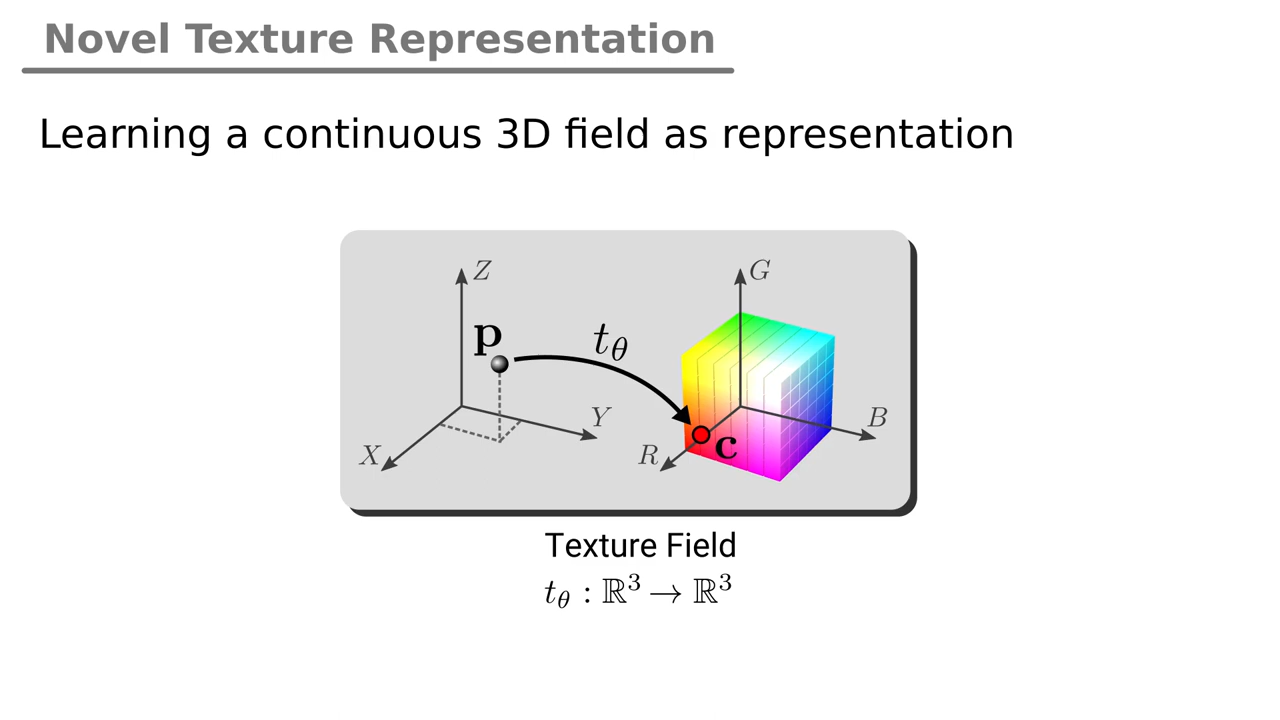 Novel Texture Representation
Learning a continuous 3D field as representation
Z
G
p
t_θ
Y
B
X
R
c
Texture Field
t_θ : ℝ³ → ℝ³